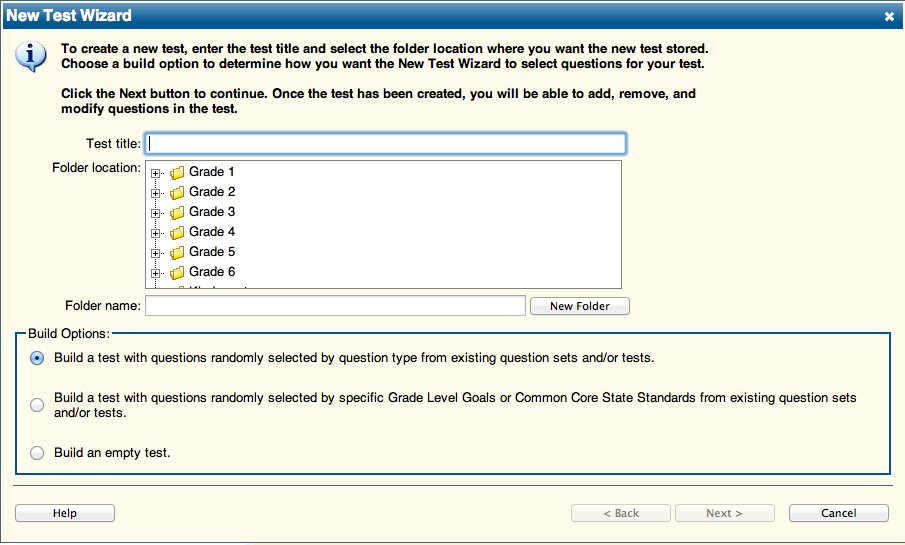 New Test Wizard
To create a new test, enter the test title and select the folder location where you want the new test stored.
Choose a build option to determine how you want the New Test Wizard to select questions for your test.
Click the Next button to continue. Once the test has been created, you will be able to add, remove, and
modify questions in the test.
Test title:
Folder location:
Grade 1
Grade 2
Grade 3
Grade 4
Grade 5
Grade 6
Folder name:
New Folder
Build Options:
Build a test with questions randomly selected by question type from existing question sets and/or tests.
Build a test with questions randomly selected by specific Grade Level Goals or Common Core State Standards from existing question sets
and/or tests.
Build an empty test.
Help
< Back
Next >
Cancel